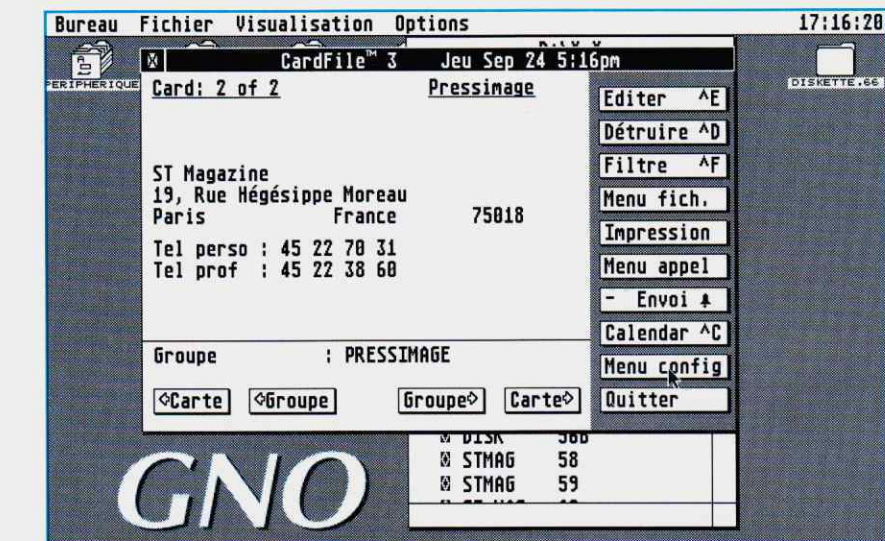 Bureau Fichier Visualisation Options 17:16:20
CardFile™ 3 Jeu Sep 24 5:16pm
PERIPHERIQUE
DISKETTE.66
Card: 2 of 2 Pressimage
Editer ^E
Détruire ^D
Filtre ^F
Menu fich.
Impression
Menu appel
- Envoi
Calendar ^C
Menu config
Quitter
ST Magazine
19, Rue Hégésippe Moreau
Paris France 75018
Tel perso : 45 22 70 31
Tel prof : 45 22 38 60
Groupe : PRESSIMAGE
Carte Groupe Groupe Carte
DISK 58B
STMAG 58
STMAG 59
GNO